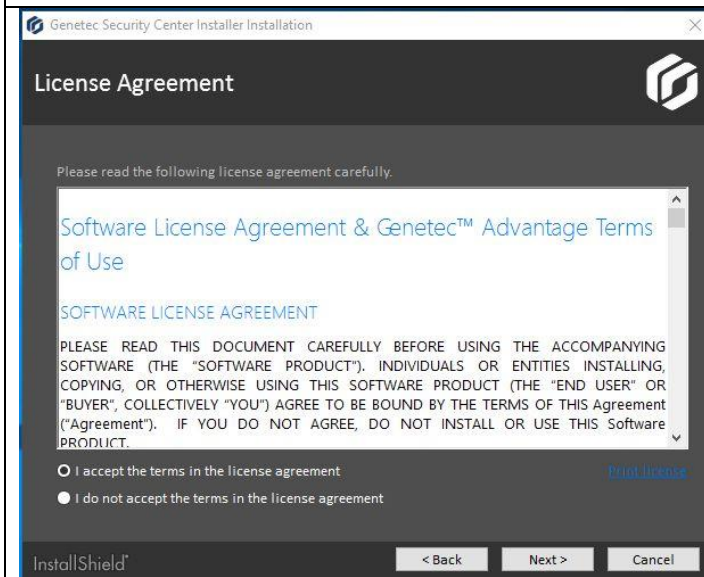 Genetec Security Center Installer Installation
License Agreement
Please read the following license agreement carefully.
Software License Agreement & Genetec™ Advantage Terms
of Use
SOFTWARE LICENSE AGREEMENT
PLEASE READ THIS DOCUMENT CAREFULLY BEFORE USING THE ACCOMPANYING
SOFTWARE (THE “SOFTWARE PRODUCT”). INDIVIDUALS OR ENTITIES INSTALLING,
COPYING, OR OTHERWISE USING THIS SOFTWARE PRODUCT (THE “END USER” OR
“BUYER”, COLLECTIVELY “YOU”) AGREE TO BE BOUND BY THE TERMS OF THIS Agreement
(“Agreement”). IF YOU DO NOT AGREE, DO NOT INSTALL OR USE THIS Software
PRODUCT.
I accept the terms in the license agreement
Print license
I do not accept the terms in the license agreement
InstallShield
< Back
Next >
Cancel